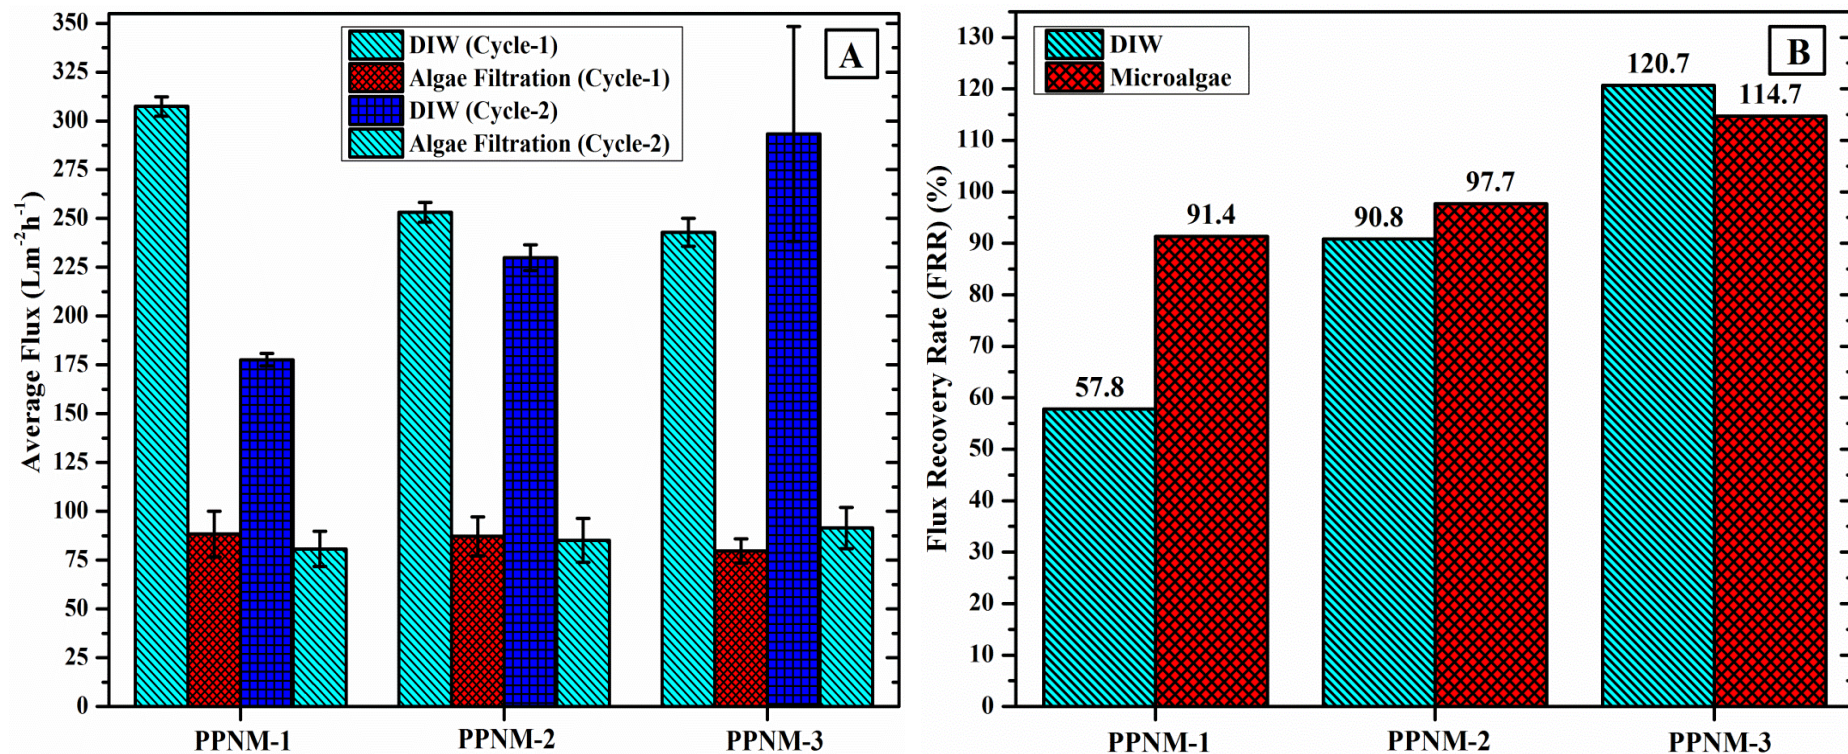 A
DIW (Cycle-1)
Algae Filtration (Cycle-1)
DIW (Cycle-2)
Algae Filtration (Cycle-2)
Average Flux (Lm⁻²h⁻¹)
350
325
300
275
250
225
200
175
150
125
100
75
50
25
0
PPNM-1 PPNM-2 PPNM-3
B
DIW
Microalgae
Flux Recovery Rate (FRR) (%)
130
120
110
100
90
80
70
60
50
40
30
20
10
0
57.8
91.4
90.8
97.7
120.7
114.7
PPNM-1 PPNM-2 PPNM-3